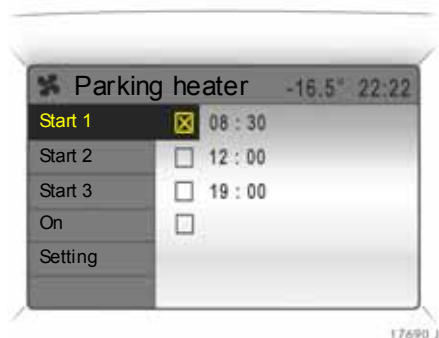 Parking heater -16.5° 22:22
Start 1 08 : 30
Start 2 12 : 00
Start 3 19 : 00
On
Setting
17690 J